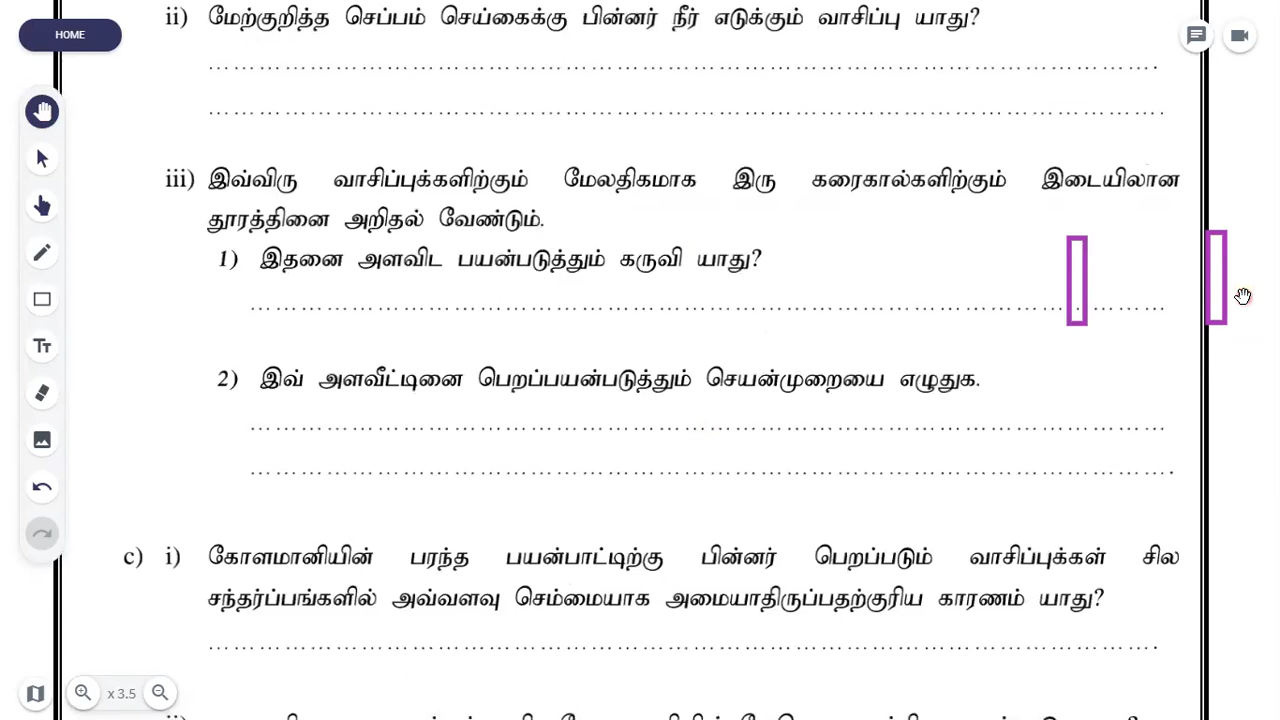 HOME
ii) மேற்குறித்த செப்பம் செய்கைக்கு பின்னர் நீர் எடுக்கும் வாசிப்பு யாது?
iii) இவ்விரு வாசிப்புக்களிற்கும் மேலதிகமாக இரு கரைகால்களிற்கும் இடையிலான
தூரத்தினை அறிதல் வேண்டும்.
1) இதனை அளவிட பயன்படுத்தும் கருவி யாது?
2) இவ் அளவீட்டினை பெறப்பயன்படுத்தும் செயன்முறையை எழுதுக.
c) i) கோளமானியின் பரந்த பயன்பாட்டிற்கு பின்னர் பெறப்படும் வாசிப்புக்கள் சில
சந்தர்ப்பங்களில் அவ்வளவு செம்மையாக அமையாதிருப்பதற்குரிய காரணம் யாது?
x 3.5